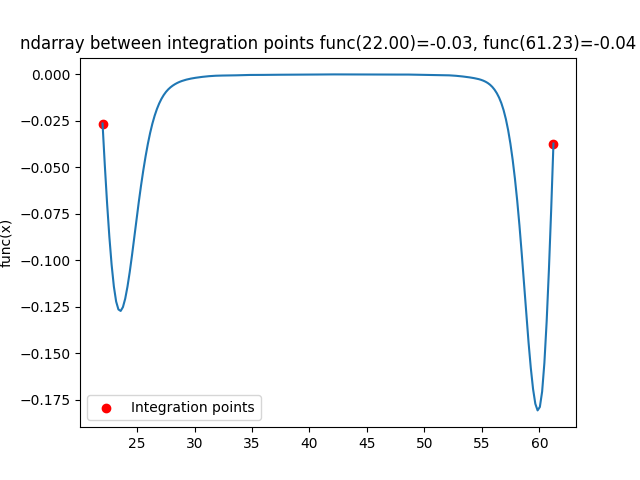 ndarray between integration points func(22.00)=-0.03, func(61.23)=-0.04
0.000
−0.025
−0.050
−0.075
−0.100
−0.125
−0.150
−0.175
func(x)
Integration points
25 30 35 40 45 50 55 60